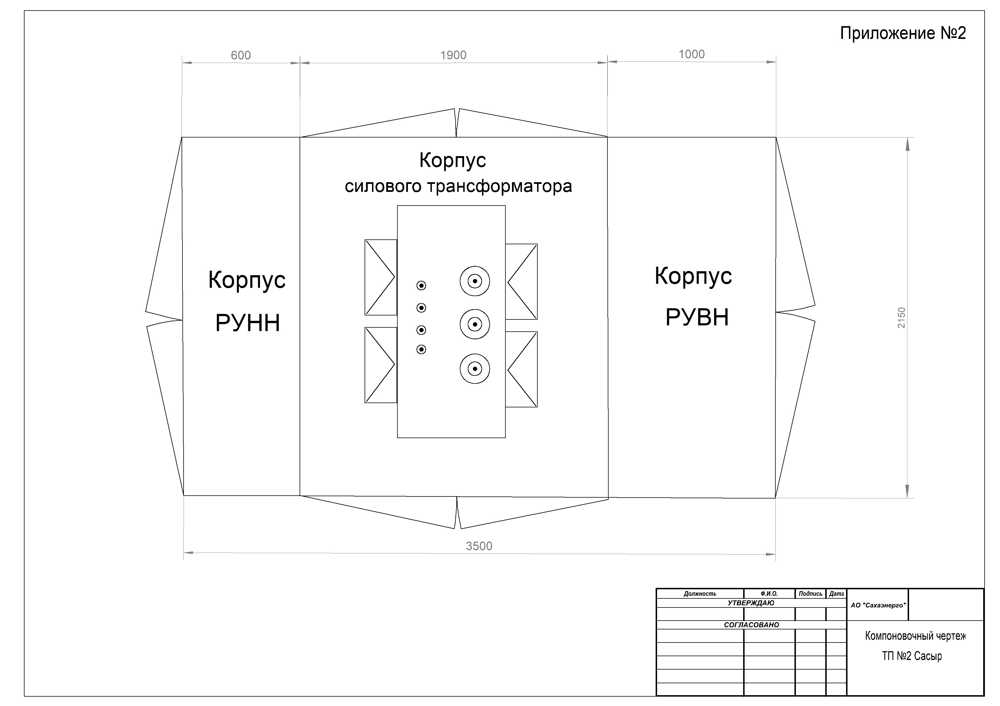 Приложение №2
600
1900
1000
Корпус
силового трансформатора
Корпус
РУНН
Корпус
РУВН
2150
3500
Должность Ф.И.О. Подпись Дата
УТВЕРЖДАЮ
АО "Сахаэнерго"
СОГЛАСОВАНО
Компоновочный чертеж
ТП №2 Сасыр